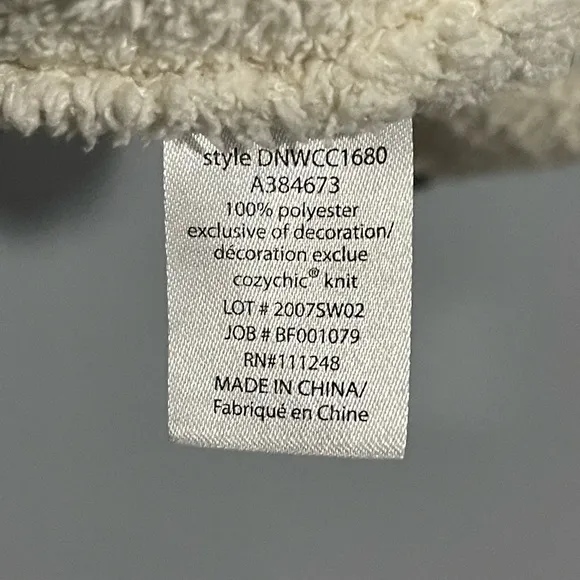 style DNWCC1680
A384673
100% polyester
exclusive of decoration/
décoration exclue
cozychic® knit
LOT # 2007SW02
JOB # BF001079
RN#111248
MADE IN CHINA/
Fabriqué en Chine